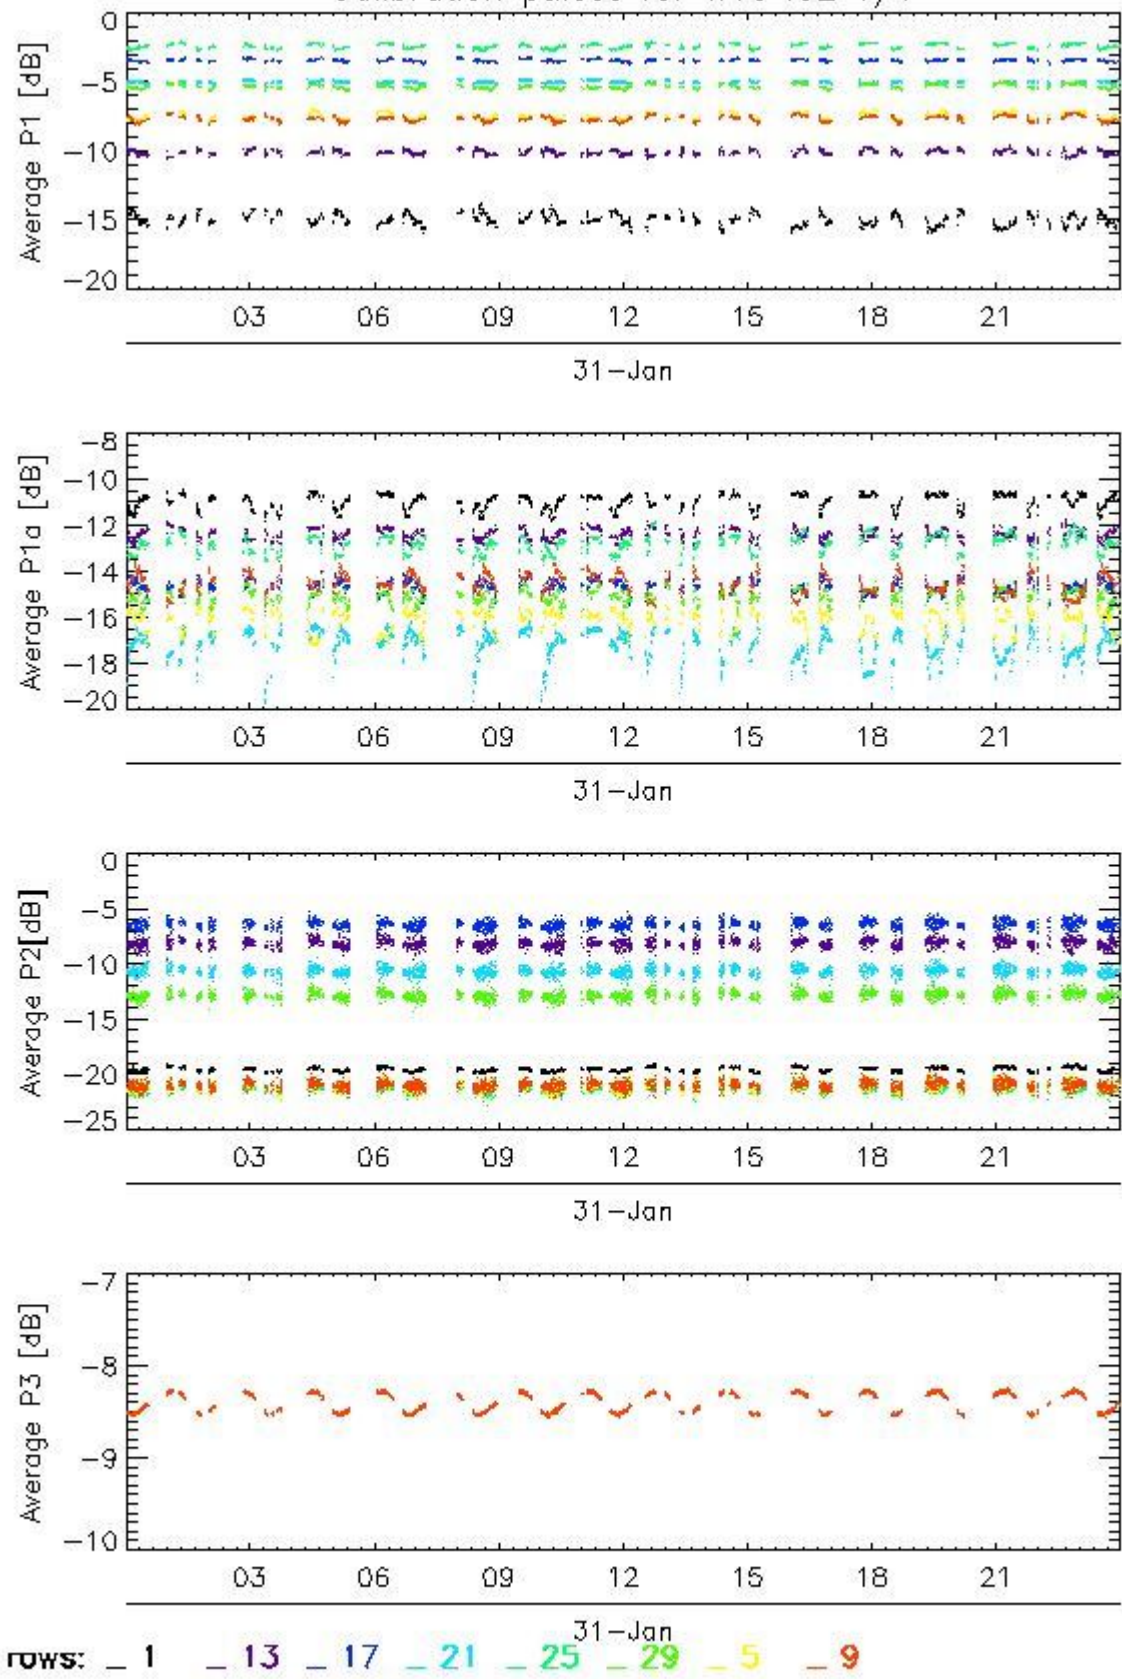 0
-5
-10
-15
-20
Average P1 [dB]
03 06 09 12 15 18 21
31-Jan
-8
-10
-12
-14
-16
-18
-20
Average P1a [dB]
03 06 09 12 15 18 21
31-Jan
0
-5
-10
-15
-20
-25
Average P2[dB]
03 06 09 12 15 18 21
31-Jan
-7
-8
-9
-10
Average P3 [dB]
03 06 09 12 15 18 21
31-Jan
rows: _ 1 _ 13 _ 17 _ 21 _ 25 _ 29 _ 5 _ 9